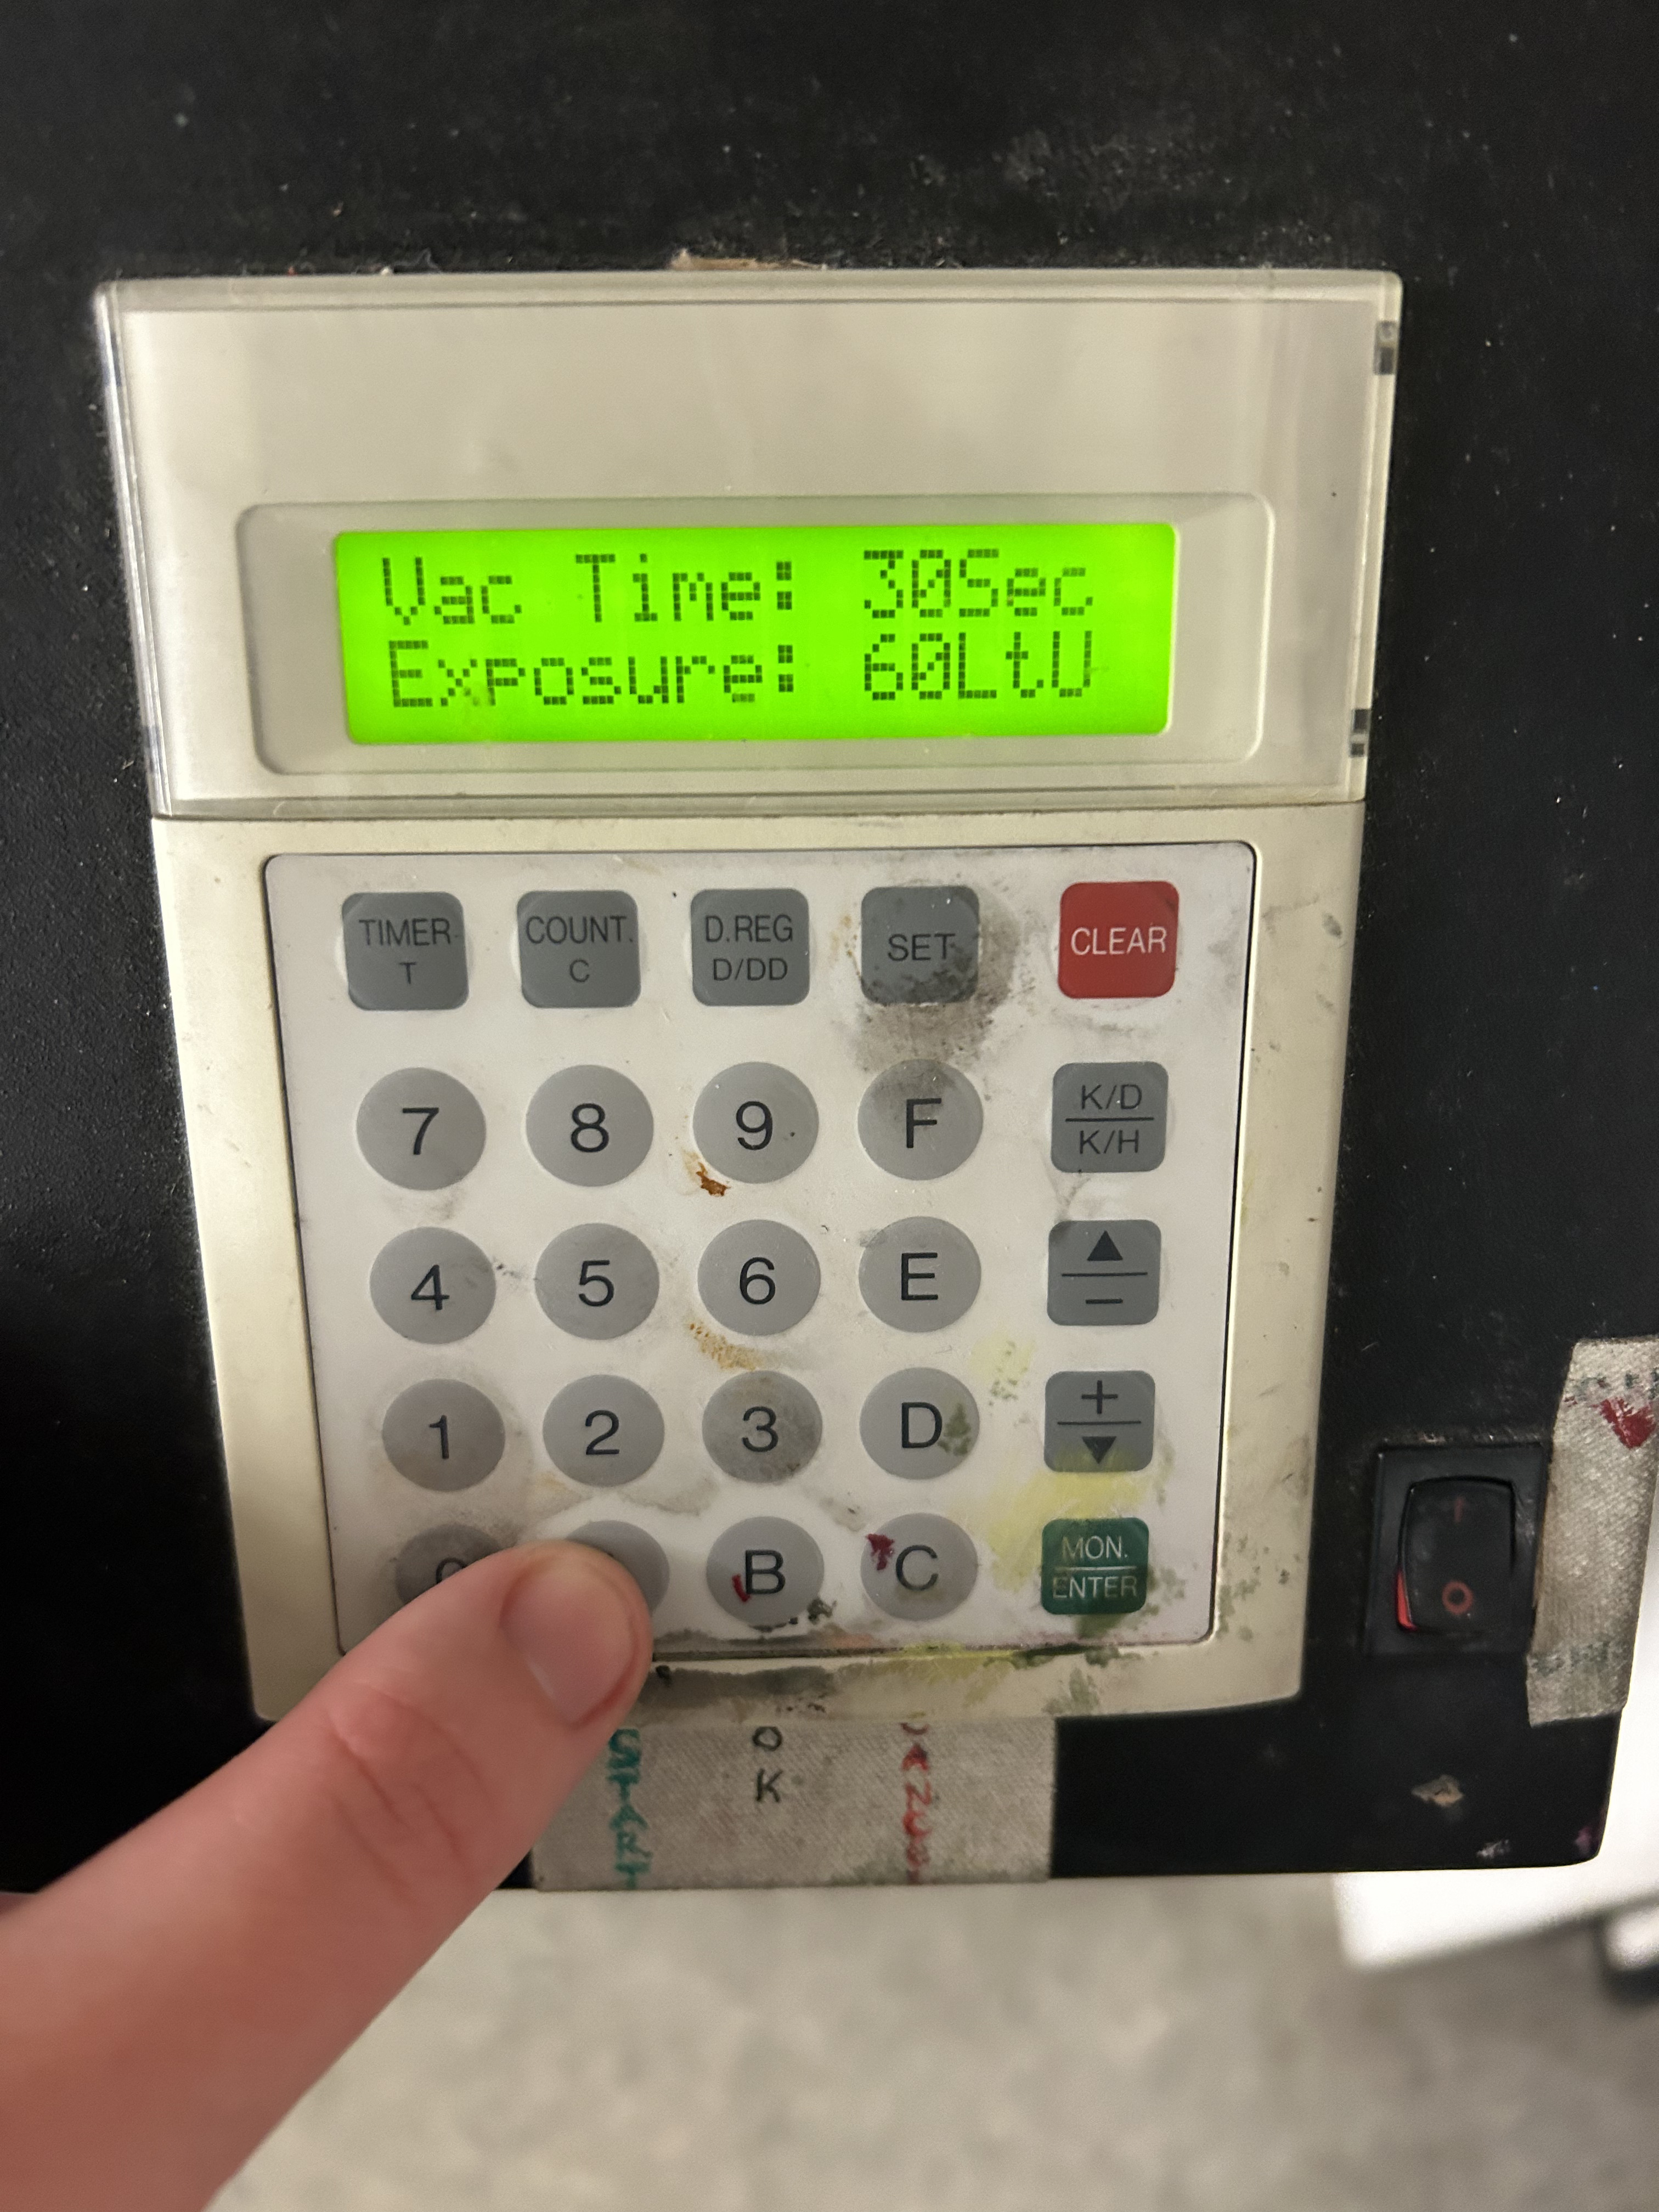 Vac Time: 30Sec
Exposure: 60LtU
TIMER T
COUNT. C
D.REG D/DD
SET
CLEAR
7 8 9 F K/D K/H
4 5 6 E ▲ −
1 2 3 D + ▼
B C MON. ENTER
I
O
START
OK